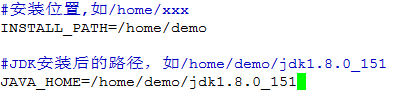 #安装位置,如/home/xxx
INSTALL_PATH=/home/demo
#JDK安装后的路径，如/home/demo/jdk1.8.0_151
JAVA_HOME=/home/demo/jdk1.8.0_151